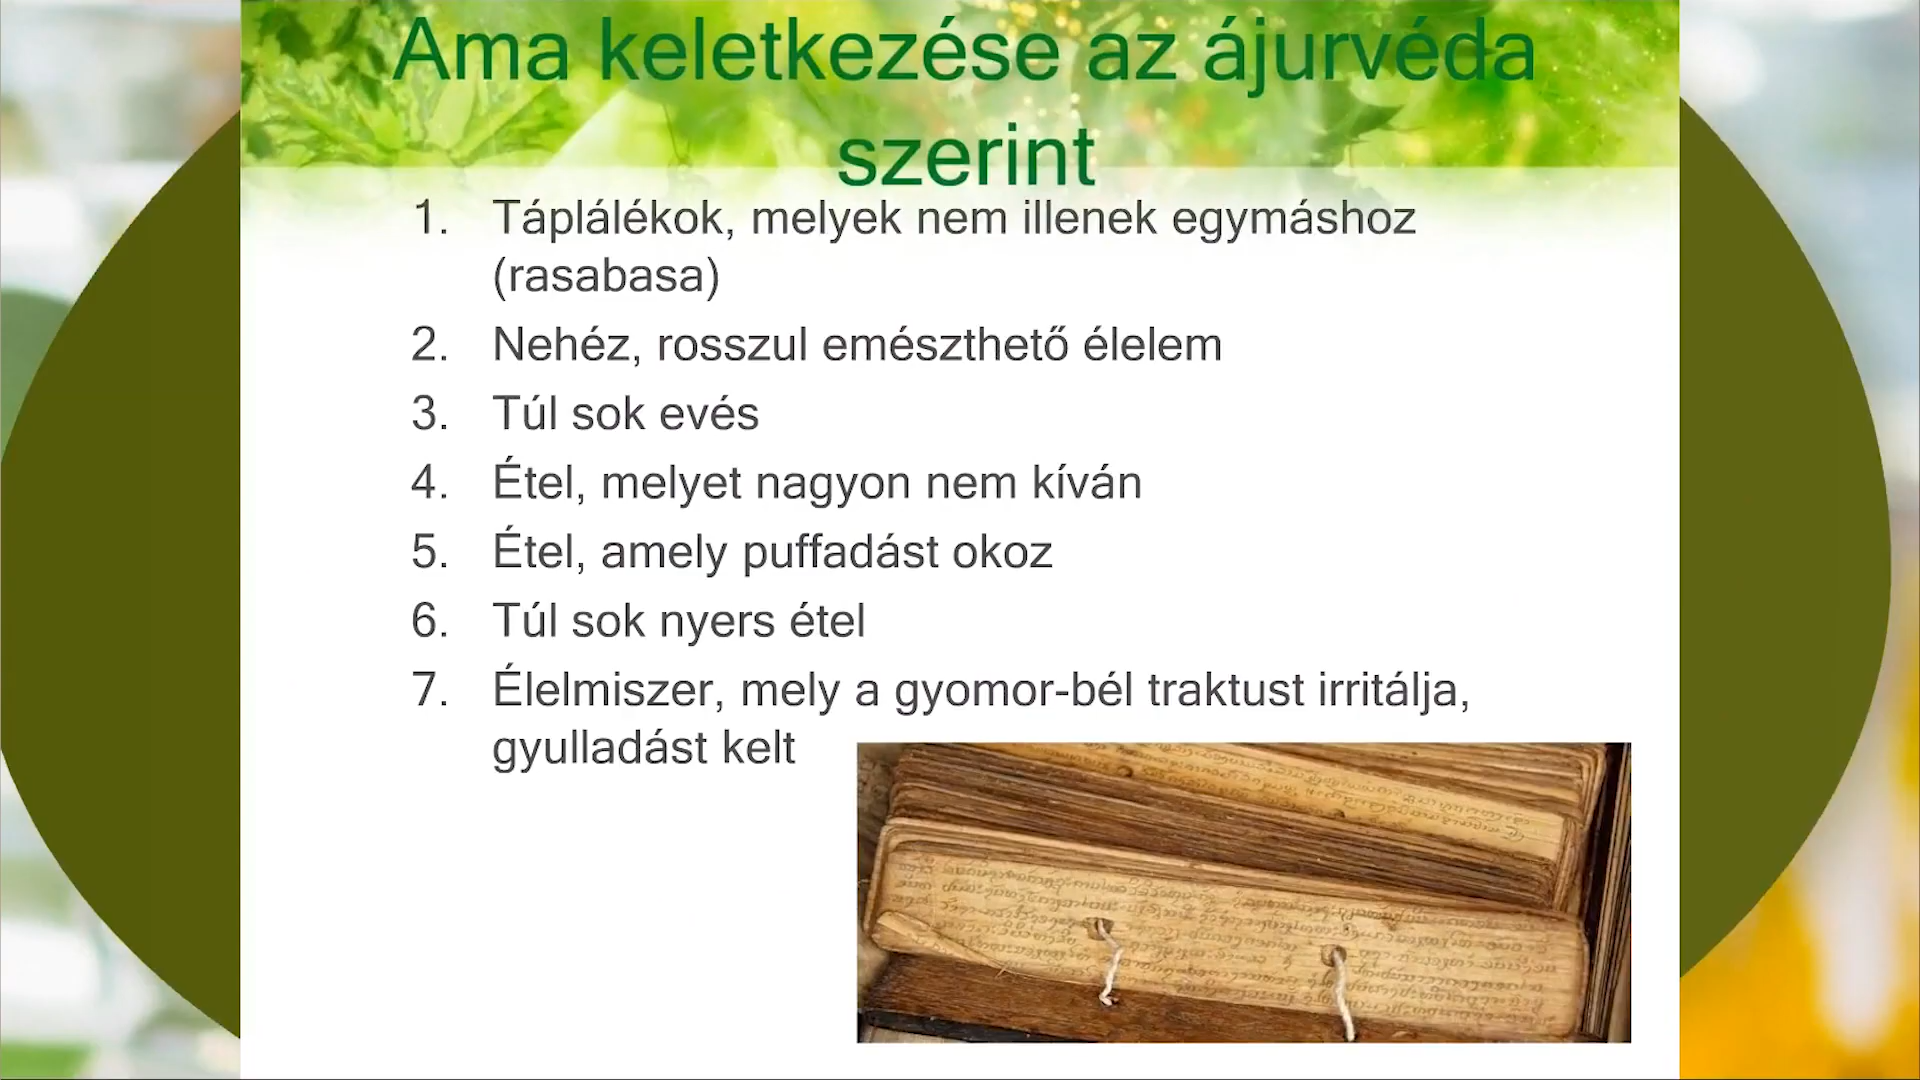 Ama keletkezése az ájurvéda
szerint
1. Táplálékok, melyek nem illenek egymáshoz
(rasabasa)
2. Nehéz, rosszul emészthető élelem
3. Túl sok evés
4. Étel, melyet nagyon nem kíván
5. Étel, amely puffadást okoz
6. Túl sok nyers étel
7. Élelmiszer, mely a gyomor-bél traktust irritálja,
gyulladást kelt